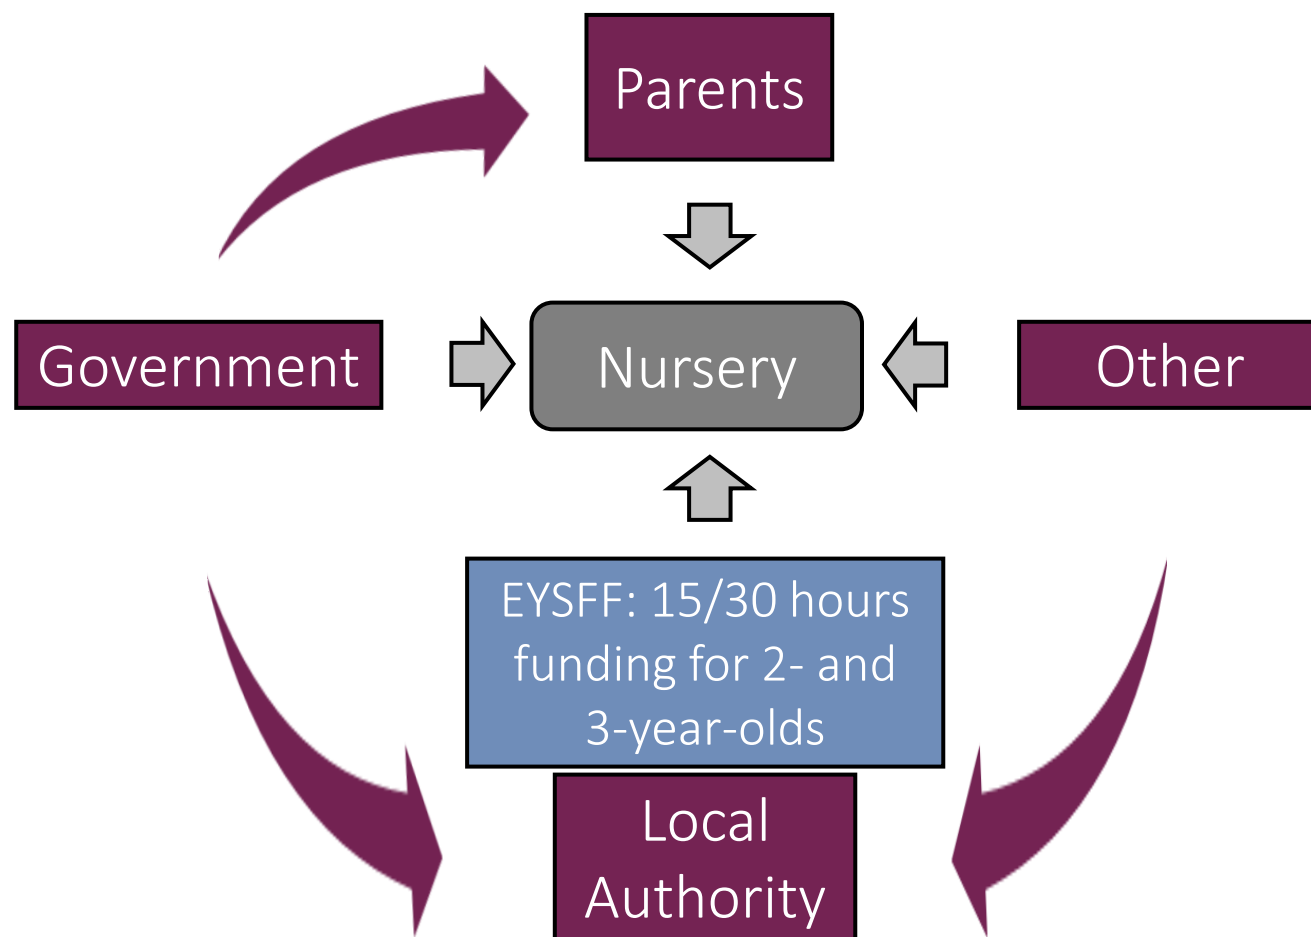 Parents
Government
Nursery
Other
EYSFF: 15/30 hours
funding for 2- and
3-year-olds
Local
Authority